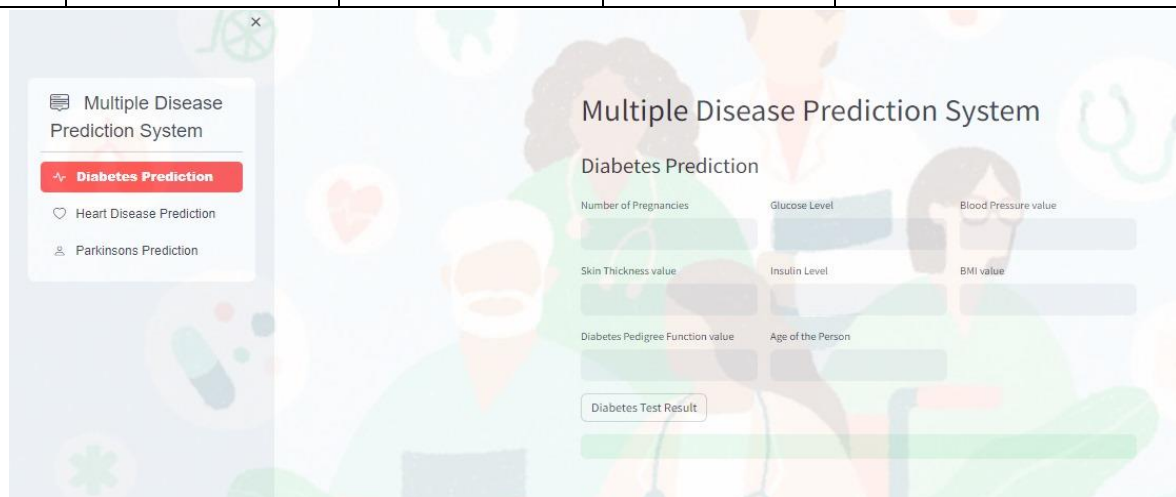 ×
Multiple Disease
Prediction System
Diabetes Prediction
Heart Disease Prediction
Parkinsons Prediction
Multiple Disease Prediction System
Diabetes Prediction
Number of Pregnancies Glucose Level Blood Pressure value
Skin Thickness value Insulin Level BMI value
Diabetes Pedigree Function value Age of the Person
Diabetes Test Result